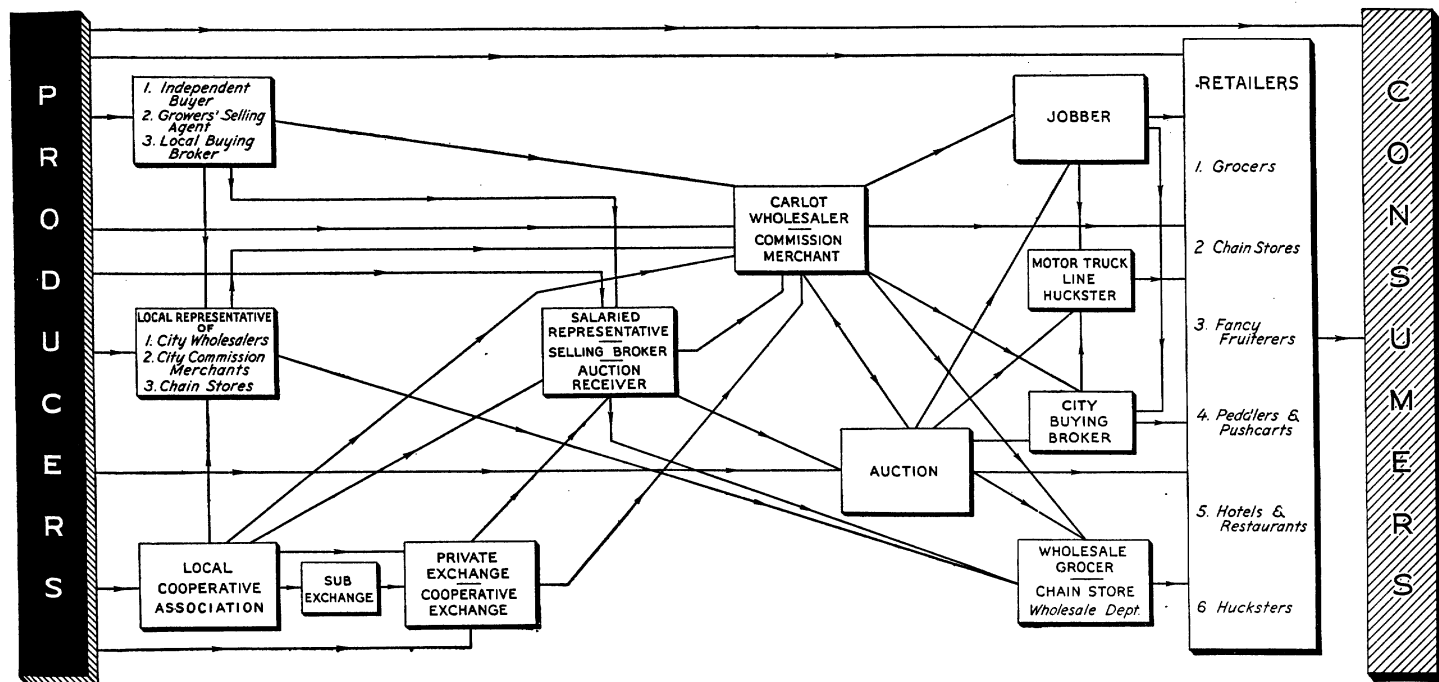 PRODUCERS
1. Independent
Buyer
2. Growers' Selling
Agent
3. Local Buying
Broker
LOCAL REPRESENTATIVE
OF
1. City Wholesalers
2. City Commission
Merchants
3. Chain Stores
LOCAL
COOPERATIVE
ASSOCIATION
SUB
EXCHANGE
PRIVATE
EXCHANGE
COOPERATIVE
EXCHANGE
SALARIED
REPRESENTATIVE
SELLING BROKER
AUCTION
RECEIVER
CARLOT
WHOLESALER
COMMISSION
MERCHANT
AUCTION
JOBBER
MOTOR TRUCK
LINE
HUCKSTER
CITY
BUYING
BROKER
WHOLESALE
GROCER
CHAIN STORE
Wholesale Dept.
RETAILERS
1. Grocers
2 Chain Stores
3. Fancy
Fruiterers
4. Peddlers &
Pushcarts
5. Hotels &
Restaurants
6 Hucksters
CONSUMERS